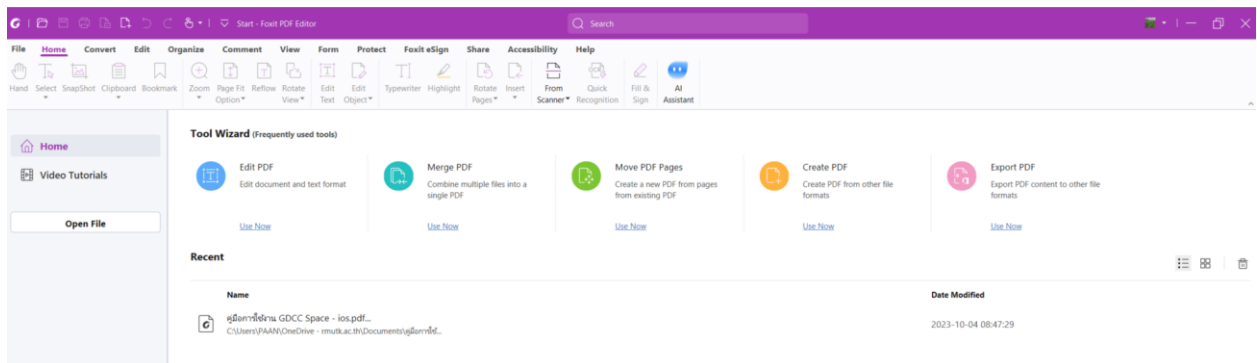 Start - Foxit PDF Editor
Search
File Home Convert Edit Organize Comment View Form Protect Foxit eSign Share Accessibility Help
Hand Select SnapShot Clipboard Bookmark Zoom Page Fit Option Reflow Rotate View Edit Text Edit Object Typewriter Highlight Rotate Pages Insert From Scanner Quick Recognition Fill & Sign AI Assistant
Home
Video Tutorials
Open File
Tool Wizard (Frequently used tools)
Edit PDF
Edit document and text format
Use Now
Merge PDF
Combine multiple files into a
single PDF
Use Now
Move PDF Pages
Create a new PDF from pages
from existing PDF
Use Now
Create PDF
Create PDF from other file
formats
Use Now
Export PDF
Export PDF content to other file
formats
Use Now
Recent
Name Date Modified
คู่มือการใช้งาน GDCC Space - ios.pdf...
C:\Users\PAAN\OneDrive - rmutk.ac.th\Documents\คู่มือการใช้...
2023-10-04 08:47:29